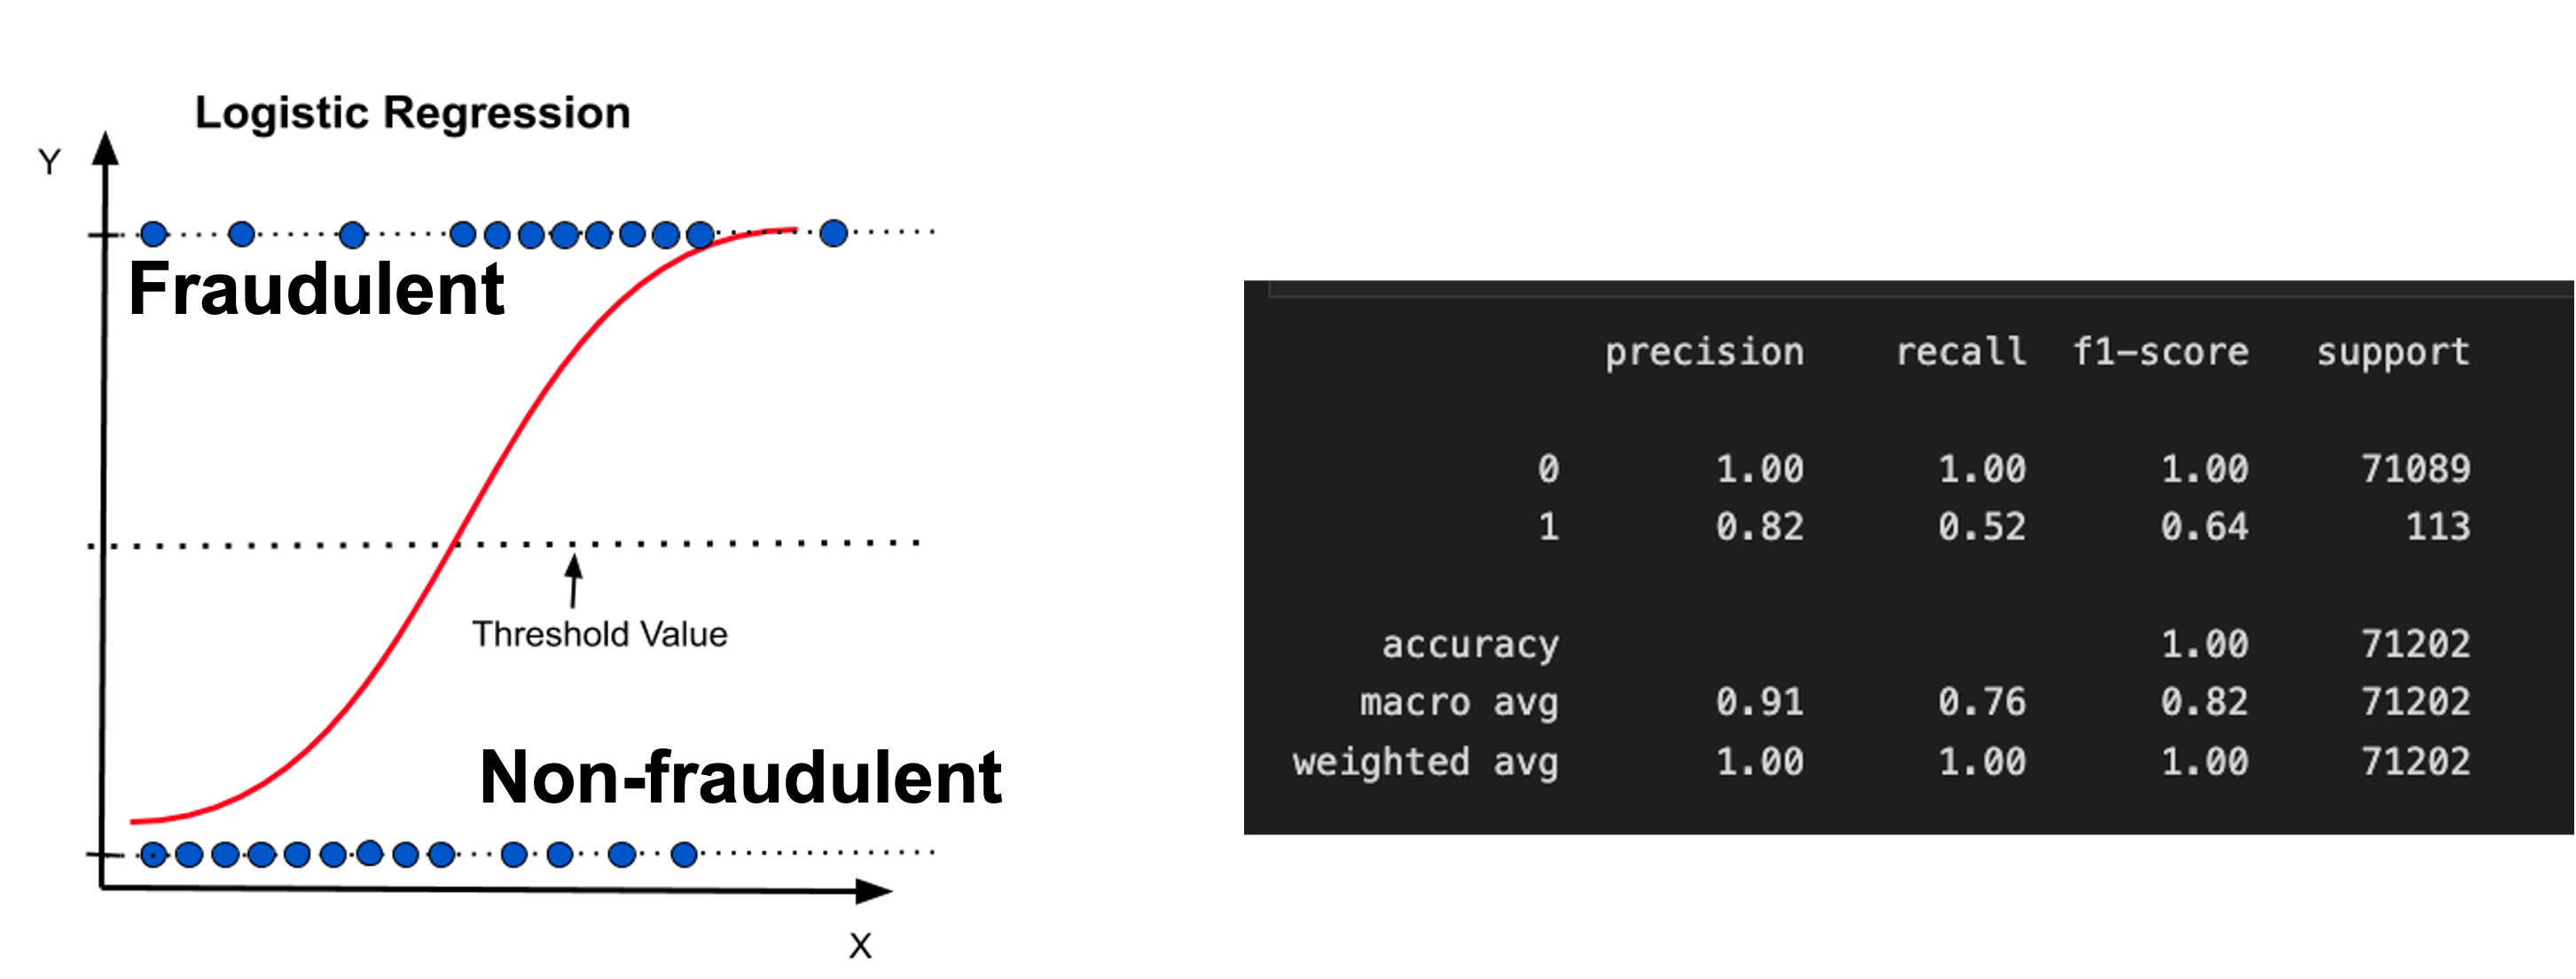 Logistic Regression
Y
Fraudulent
Threshold Value
Non-fraudulent
X
precision recall f1-score support
0 1.00 1.00 1.00 71089
1 0.82 0.52 0.64 113
accuracy 1.00 71202
macro avg 0.91 0.76 0.82 71202
weighted avg 1.00 1.00 1.00 71202